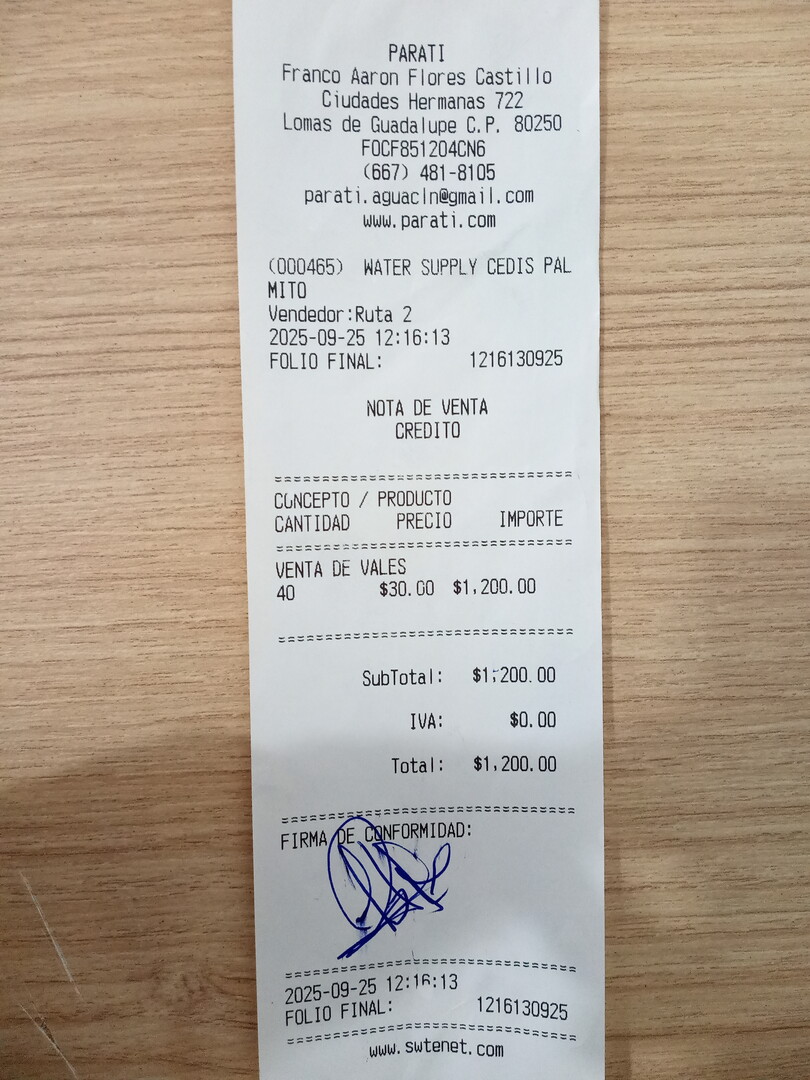 PARATI
Franco Aaron Flores Castillo
Ciudades Hermanas 722
Lomas de Guadalupe C.P. 80250
FOCF851204CN6
(667) 481-8105
parati.aguacln@gmail.com
www.parati.com
(000465) WATER SUPPLY CEDIS PAL
MITO
Vendedor:Ruta 2
2025-09-25 12:16:13
FOLIO FINAL: 1216130925
NOTA DE VENTA
CREDITO
==============================
CONCEPTO / PRODUCTO
CANTIDAD PRECIO IMPORTE
==============================
VENTA DE VALES
40 $30.00 $1,200.00
==============================
SubTotal: $1,200.00
IVA: $0.00
Total: $1,200.00
==============================
FIRMA DE CONFORMIDAD:
==============================
2025-09-25 12:16:13
FOLIO FINAL: 1216130925
==============================
www.swtenet.com